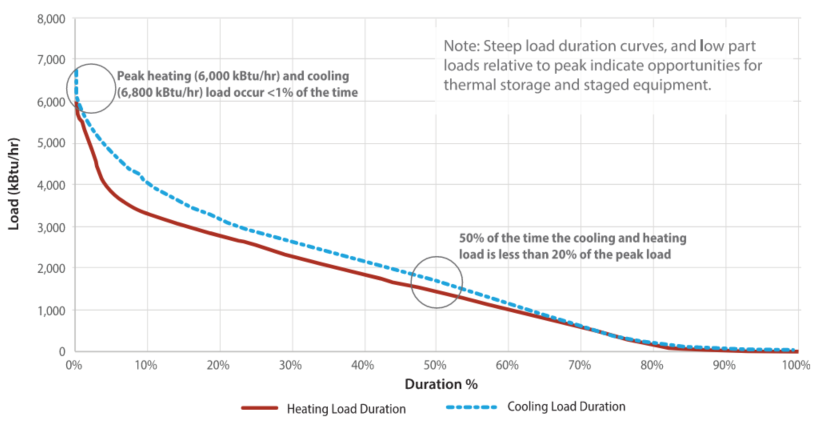 8,000
7,000
6,000
5,000
4,000
3,000
2,000
1,000
0
Load (kBtu/hr)
Note: Steep load duration curves, and low part
loads relative to peak indicate opportunities for
thermal storage and staged equipment.
Peak heating (6,000 kBtu/hr) and cooling
(6,800 kBtu/hr) load occur <1% of the time
50% of the time the cooling and heating
load is less than 20% of the peak load
0% 10% 20% 30% 40% 50% 60% 70% 80% 90% 100%
Duration %
Heating Load Duration Cooling Load Duration